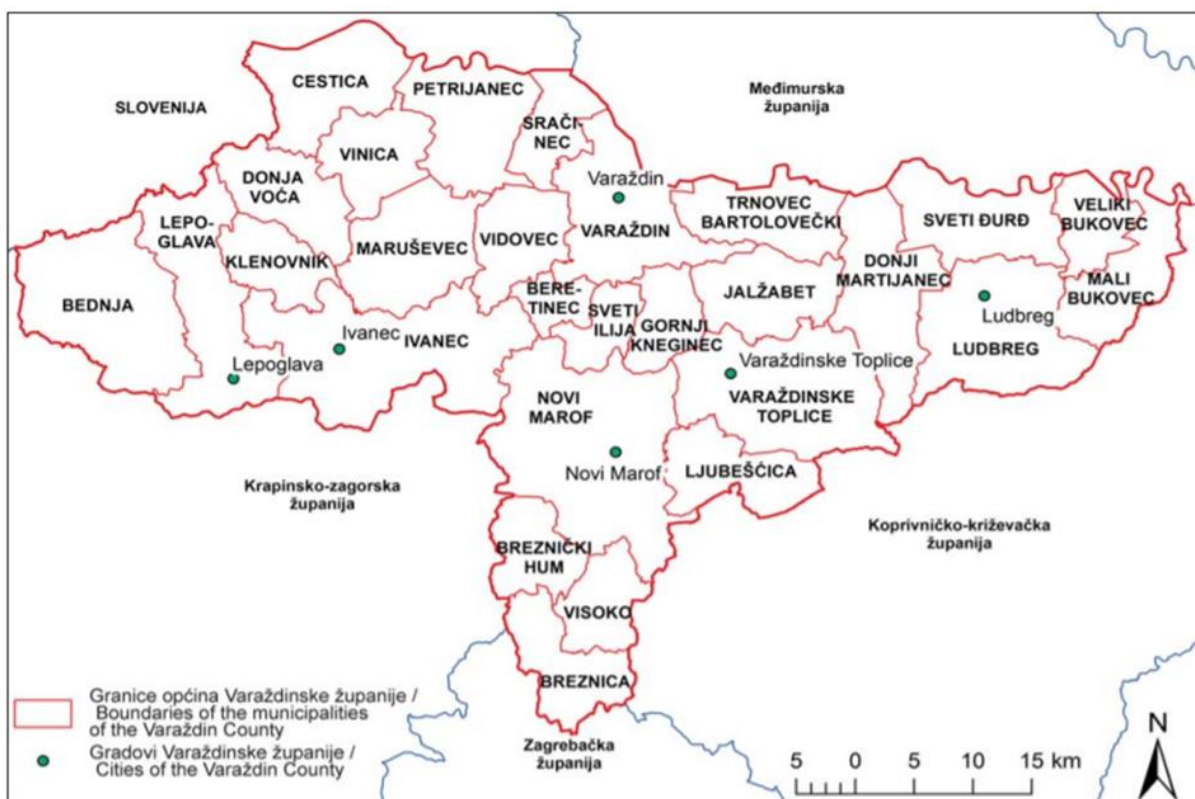 CESTICA
PETRIJANEC
SLOVENIJA
Međimurska
županija
SRAČI-
NEC
VINICA
DONJA
VOĆA
Varaždin
TRNOVEC
BARTOLOVEČKI
VELIKI
BUKOVEC
SVETI ĐURĐ
LEPO-
GLAVA
MARUŠEVEC
VIDOVEC
VARAŽDIN
KLENOVNIK
DONJI
MARTIJANEC
BEDNJA
BERE-
TINEC
SVETI
ILIJA
GORNJI
KNEGINEC
JALŽABET
MALI
BUKOVEC
Ludbreg
Ivanec
IVANEC
LUDBREG
Lepoglava
Varaždinske Toplice
VARAŽDINSKE
TOPLICE
NOVI
MAROF
Novi Marof
LJUBEŠĆICA
Krapinsko-zagorska
županija
Koprivničko-križevačka
županija
BREZNIČKI
HUM
VISOKO
BREZNICA
Granice općina Varaždinske županije /
Boundaries of the municipalities
of the Varaždin County
Gradovi Varaždinske županije /
Cities of the Varaždin County
Zagrebačka
županija
5 0 5 10 15 km
N